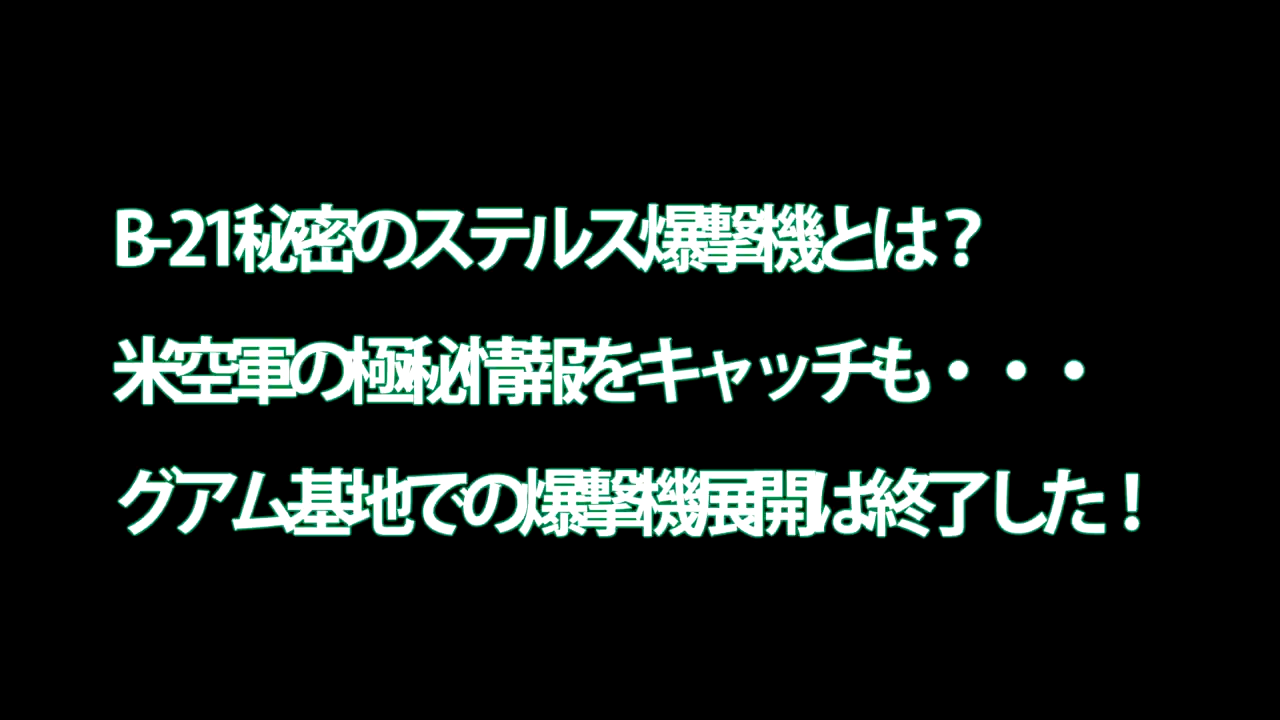 B-21秘密のステルス爆撃機とは？
米空軍の極秘情報をキャッチも・・・
グアム基地での爆撃機展開は終了した！